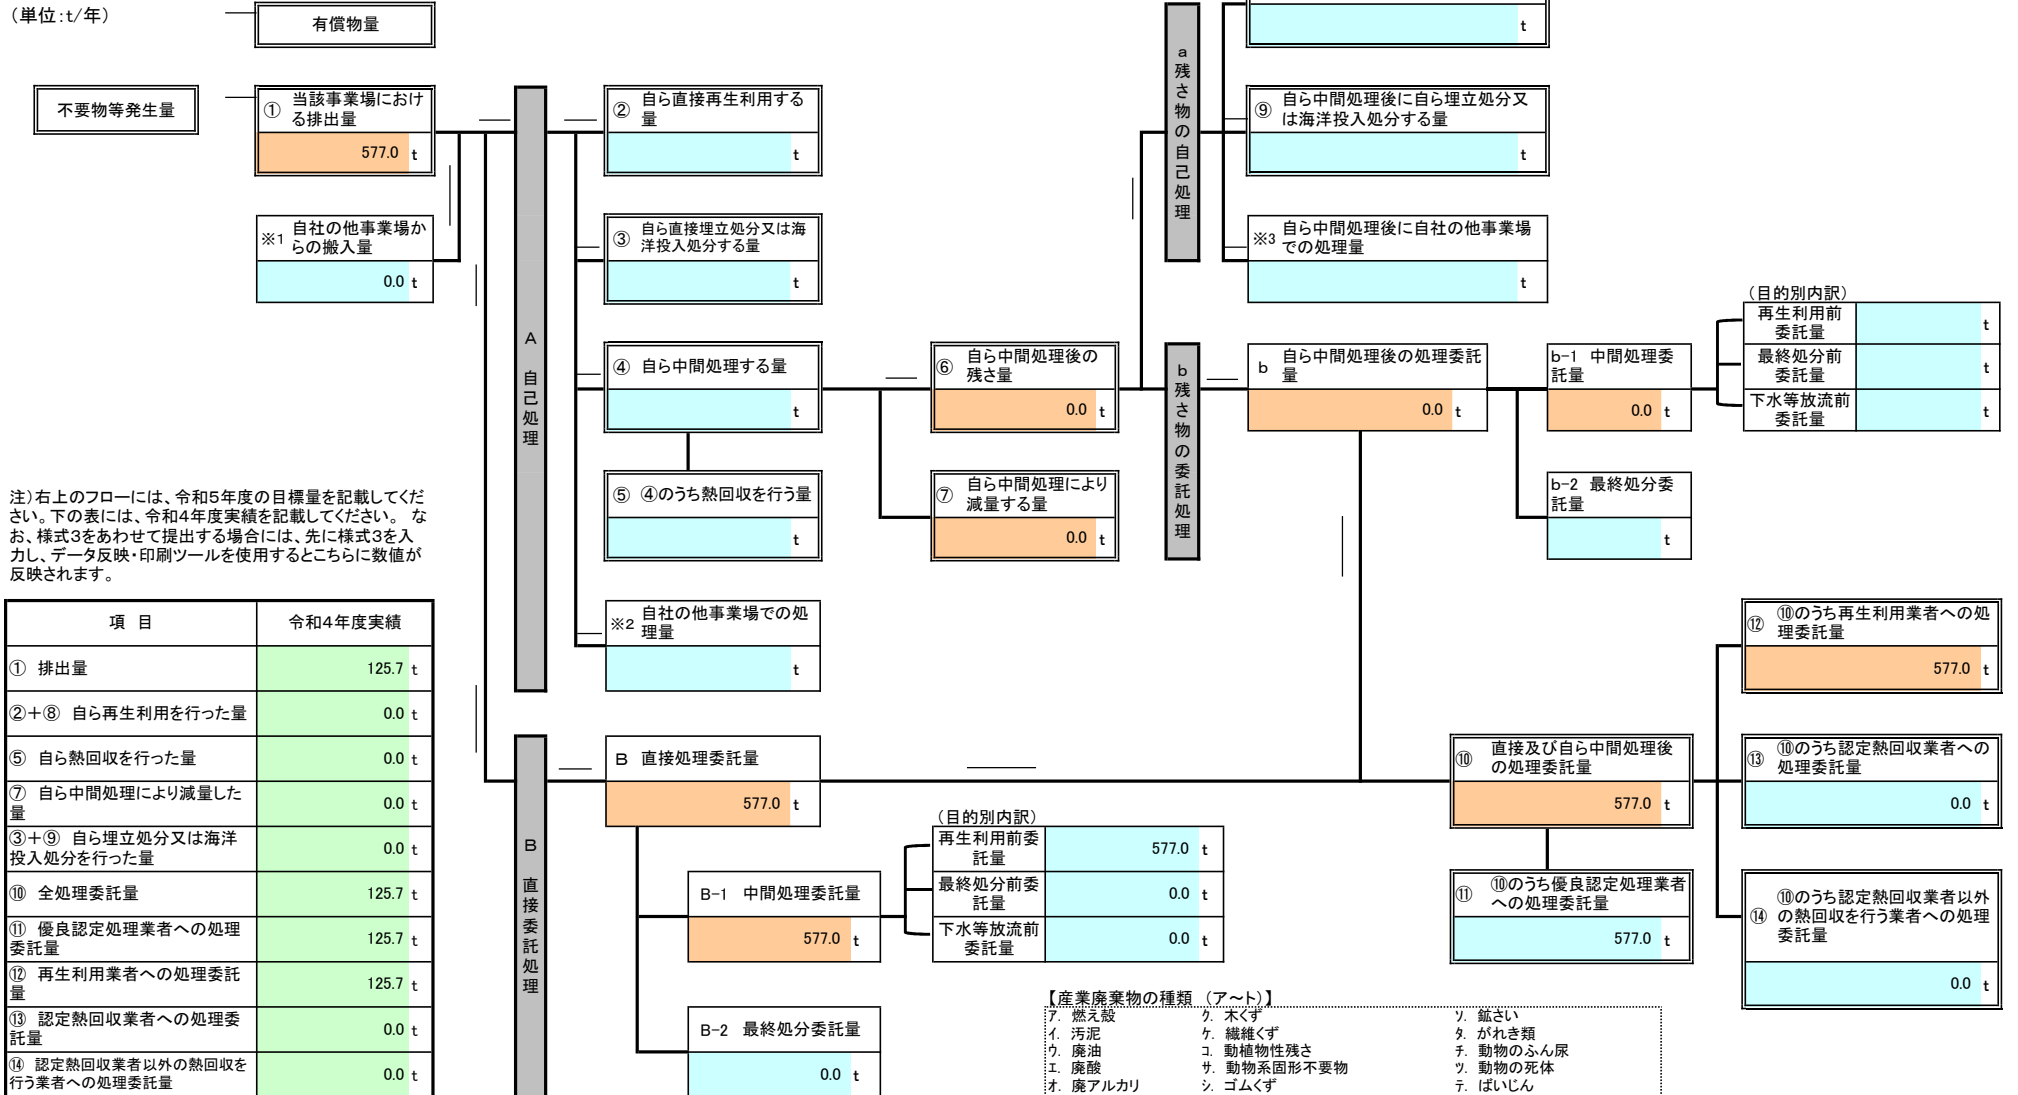 （単位：t/年）
有償物量
t
不要物等発生量
① 当該事業場におけ
る排出量
577.0 t
※1 自社の他事業場か
らの搬入量
0.0 t
A 自己処理
② 自ら直接再生利用する
量
t
③ 自ら直接埋立処分又は海
洋投入処分する量
t
④ 自ら中間処理する量
t
⑤ ④のうち熱回収を行う量
t
※2 自社の他事業場での処
理量
t
⑥ 自ら中間処理後の
残さ量
0.0 t
⑦ 自ら中間処理により
減量する量
0.0 t
a 残さ物の自己処理
⑨ 自ら中間処理後に自ら埋立処分又
は海洋投入処分する量
t
※3 自ら中間処理後に自社の他事業場
での処理量
t
b 残さ物の委託処理
b 自ら中間処理後の処理委託
量
0.0 t
b-1 中間処理委
託量
0.0 t
b-2 最終処分委
託量
t
（目的別内訳）
再生利用前
委託量
t
最終処分前
委託量
t
下水等放流前
委託量
t
注）右上のフローには、令和5年度の目標量を記載してくだ
さい。下の表には、令和4年度実績を記載してください。 な
お、様式3をあわせて提出する場合には、先に様式3を入
力し、データ反映・印刷ツールを使用するとこちらに数値が
反映されます。
項 目 令和4年度実績
① 排出量 125.7 t
②＋⑧ 自ら再生利用を行った量 0.0 t
⑤ 自ら熱回収を行った量 0.0 t
⑦ 自ら中間処理により減量した
量 0.0 t
③＋⑨ 自ら埋立処分又は海洋
投入処分を行った量 0.0 t
⑩ 全処理委託量 125.7 t
⑪ 優良認定処理業者への処理
委託量 125.7 t
⑫ 再生利用業者への処理委託
量 125.7 t
⑬ 認定熱回収業者への処理委
託量 0.0 t
⑭ 認定熱回収業者以外の熱回収を
行う業者への処理委託量 0.0 t
B 直接委託処理
B 直接処理委託量
577.0 t
B-1 中間処理委託量
577.0 t
B-2 最終処分委託量
0.0 t
（目的別内訳）
再生利用前委
託量
577.0 t
最終処分前委
託量
0.0 t
下水等放流前
委託量
0.0 t
⑩ 直接及び自ら中間処理後
の処理委託量
577.0 t
⑪ ⑩のうち優良認定処理業者
への処理委託量
577.0 t
⑫ ⑩のうち再生利用業者への処
理委託量
577.0 t
⑬ ⑩のうち認定熱回収業者への
処理委託量
0.0 t
⑭ ⑩のうち認定熱回収業者以外
の熱回収を行う業者への処理
委託量
0.0 t
【産業廃棄物の種類 （ア～ト）】
ア. 燃え殻 ク. 木くず ソ. 鉱さい
イ. 汚泥 ケ. 繊維くず タ. がれき類
ウ. 廃油 コ. 動植物性残さ チ. 動物のふん尿
エ. 廃酸 サ. 動物系固形不要物 ツ. 動物の死体
オ. 廃アルカリ シ. ゴムくず テ. ばいじん